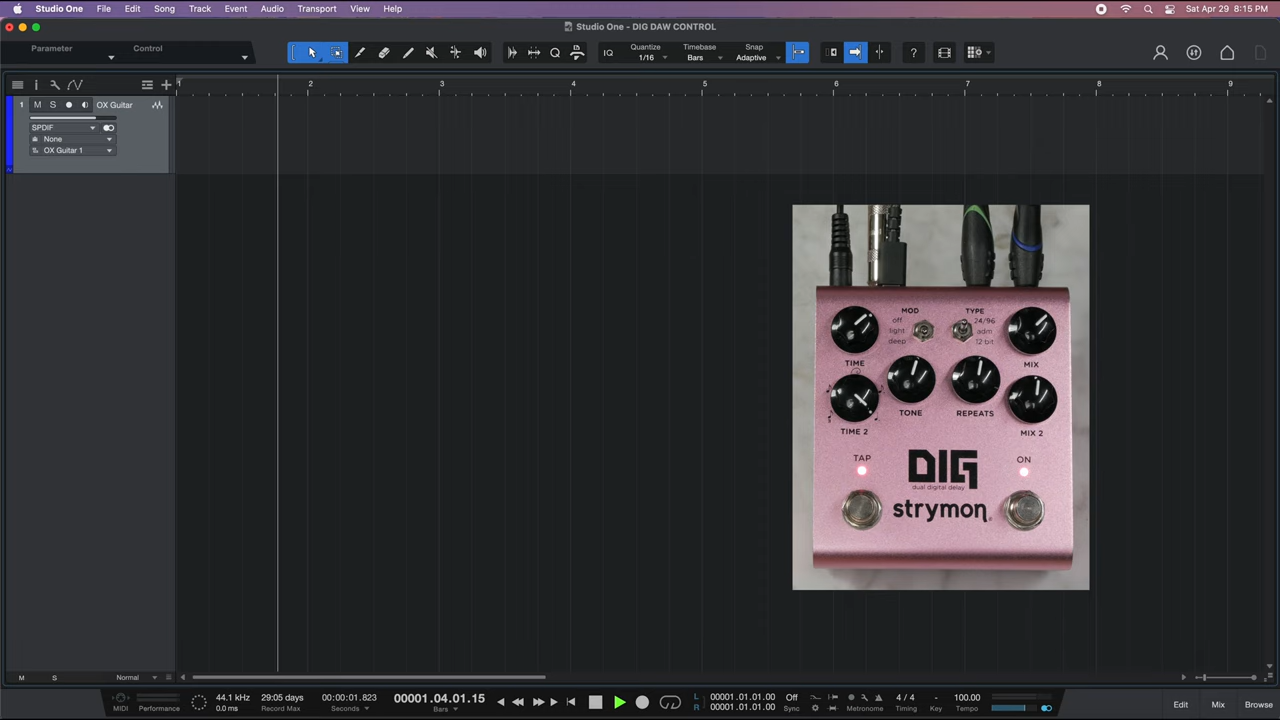 Studio One File Edit Song Track Event Audio Transport View Help Sat Apr 29 8:15 PM
Studio One - DIG DAW CONTROL
Parameter Control
IQ Quantize 1/16 Timebase Bars Snap Adaptive ?
1 2 3 4 5 6 7 8 9
1 M S OX Guitar
SPDIF
None
OX Guitar 1
MOD TYPE
off 24/96
light adm
deep 12 bit
TIME MIX
TONE REPEATS
TIME 2 MIX 2
TAP ON
DIG
dual digital delay
strymon
M S Normal
44.1 kHz 29:05 days 00:00:01.823 00001.04.01.15 L 00001.01.01.00 Off 4 / 4 - 100.00
MIDI Performance 0.0 ms Record Max Seconds Bars R 00001.01.01.00 Sync Metronome Timing Key Tempo
Edit Mix Browse